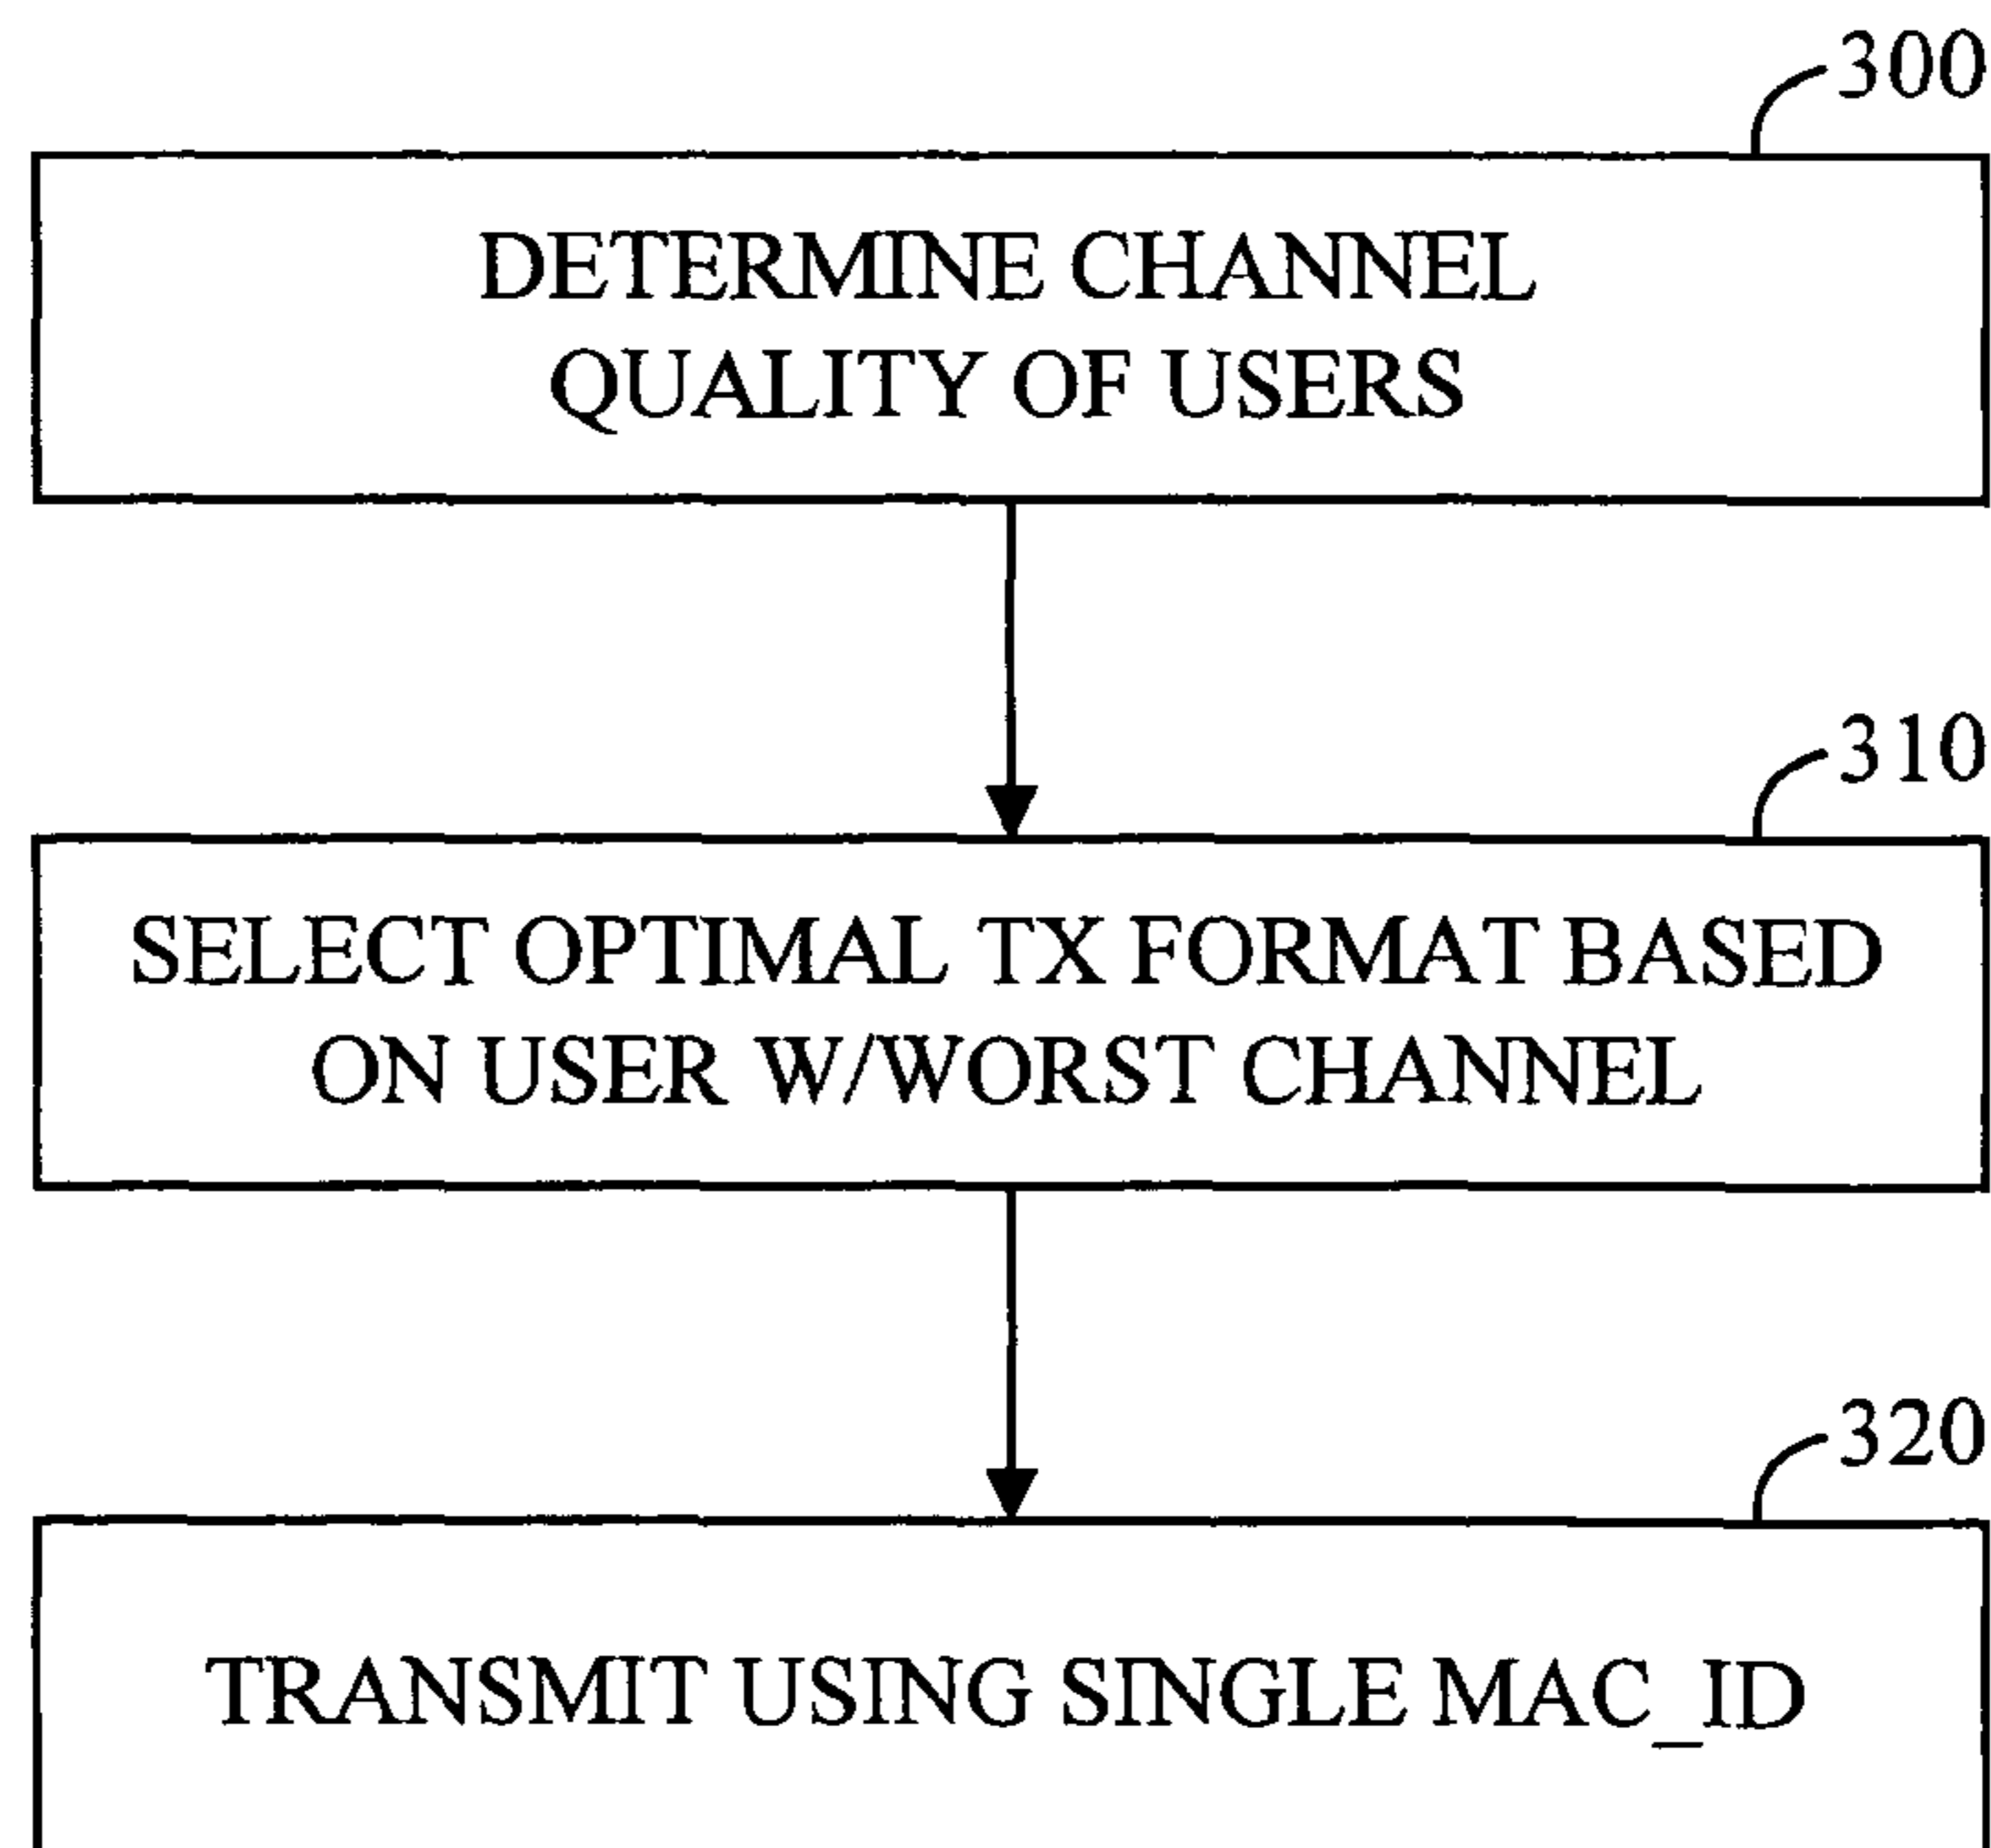 300
DETERMINE CHANNEL
QUALITY OF USERS
310
SELECT OPTIMAL TX FORMAT BASED
ON USER W/WORST CHANNEL
320
TRANSMIT USING SINGLE MAC_ID